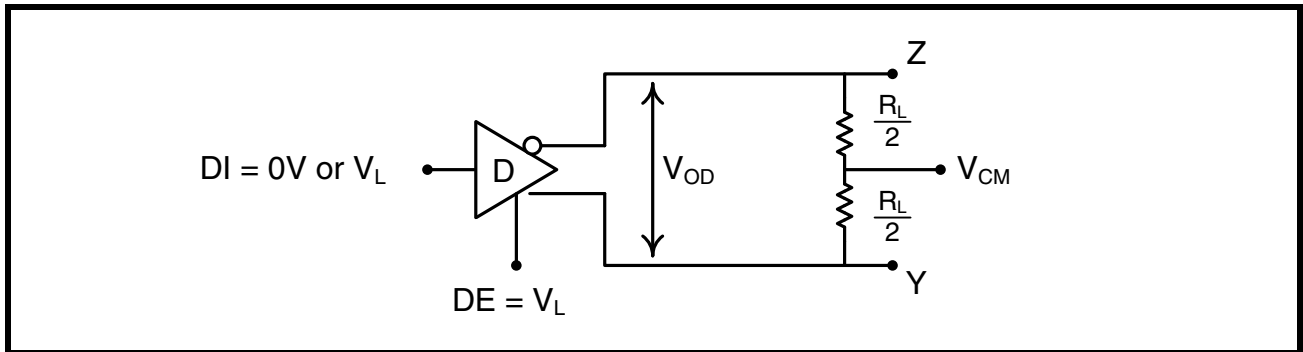 Z
R_L
2
DI = 0V or V_L
D
V_OD
V_CM
R_L
2
Y
DE = V_L